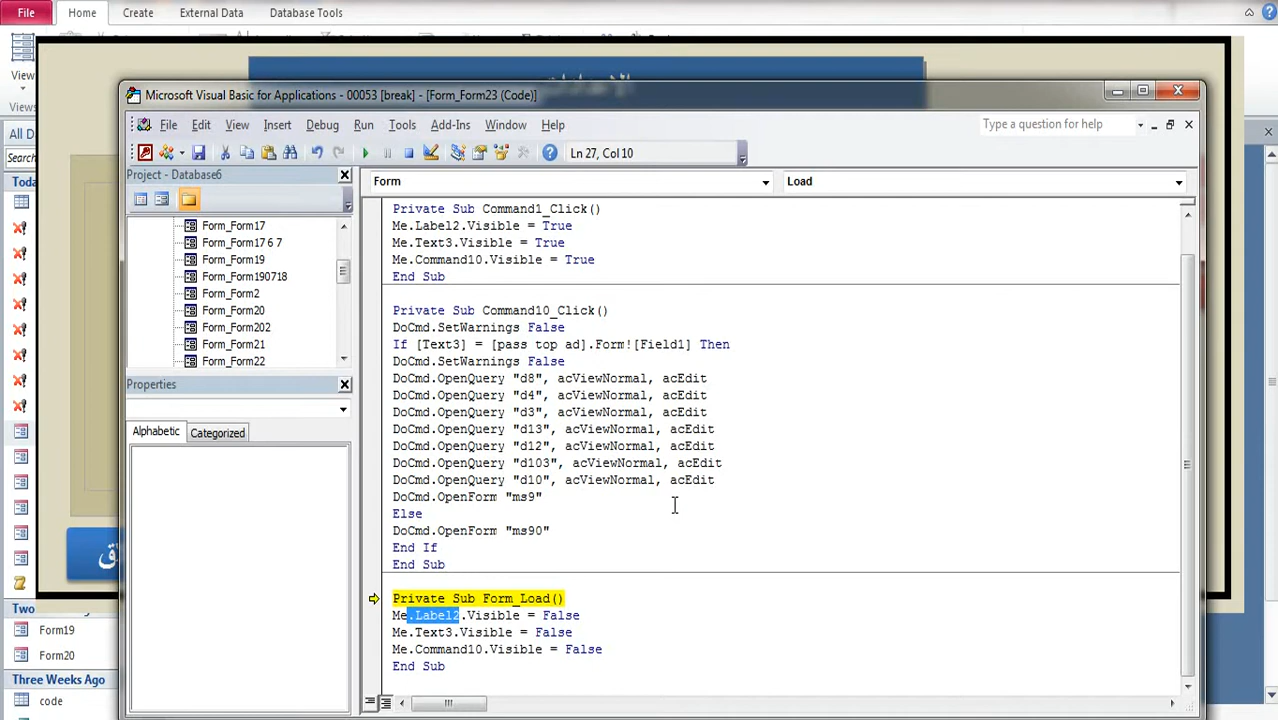 File Home Create External Data Database Tools
View
Views
Microsoft Visual Basic for Applications - 00053 [break] - [Form_Form23 (Code)]
File Edit View Insert Debug Run Tools Add-Ins Window Help
Type a question for help
Ln 27, Col 10
All D
Search
Toda
Project - Database6
Form_Form17
Form_Form17 6 7
Form_Form19
Form_Form190718
Form_Form2
Form_Form20
Form_Form202
Form_Form21
Form_Form22
Properties
Alphabetic Categorized
Form Load
Private Sub Command1_Click()
Me.Label2.Visible = True
Me.Text3.Visible = True
Me.Command10.Visible = True
End Sub
Private Sub Command10_Click()
DoCmd.SetWarnings False
If [Text3] = [pass top ad].Form![Field1] Then
DoCmd.SetWarnings False
DoCmd.OpenQuery "d8", acViewNormal, acEdit
DoCmd.OpenQuery "d4", acViewNormal, acEdit
DoCmd.OpenQuery "d3", acViewNormal, acEdit
DoCmd.OpenQuery "d13", acViewNormal, acEdit
DoCmd.OpenQuery "d12", acViewNormal, acEdit
DoCmd.OpenQuery "d103", acViewNormal, acEdit
DoCmd.OpenQuery "d10", acViewNormal, acEdit
DoCmd.OpenForm "ms9"
Else
DoCmd.OpenForm "ms90"
End If
End Sub
Private Sub Form_Load()
Me.Label2.Visible = False
Me.Text3.Visible = False
Me.Command10.Visible = False
End Sub
Two
Form19
Form20
Three Weeks Ago
code